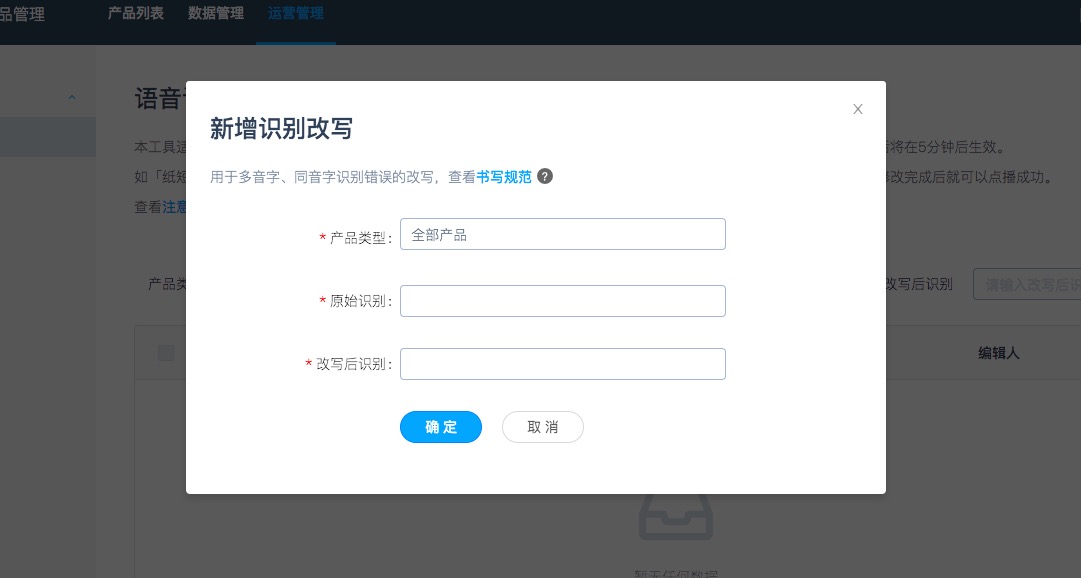 品管理 产品列表 数据管理 运营管理
语音
新增识别改写
X
本工具 后将在5分钟后生效。
用于多音字、同音字识别错误的改写，查看书写规范 ?
如「纸短 修改完成后就可以点播成功。
查看注意
* 产品类型: 全部产品
产品类 改写后识别 请输入改写后识
* 原始识别:
* 改写后识别:
编辑人
确 定 取 消
暂无任何数据